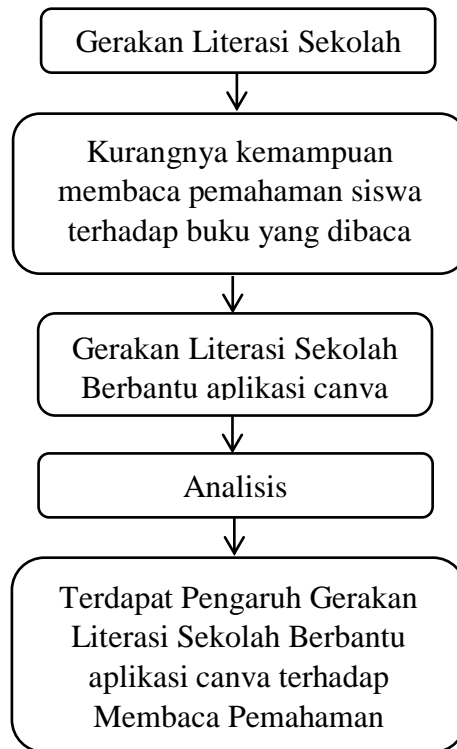 Gerakan Literasi Sekolah
Kurangnya kemampuan
membaca pemahaman siswa
terhadap buku yang dibaca
Gerakan Literasi Sekolah
Berbantu aplikasi canva
Analisis
Terdapat Pengaruh Gerakan
Literasi Sekolah Berbantu
aplikasi canva terhadap
Membaca Pemahaman